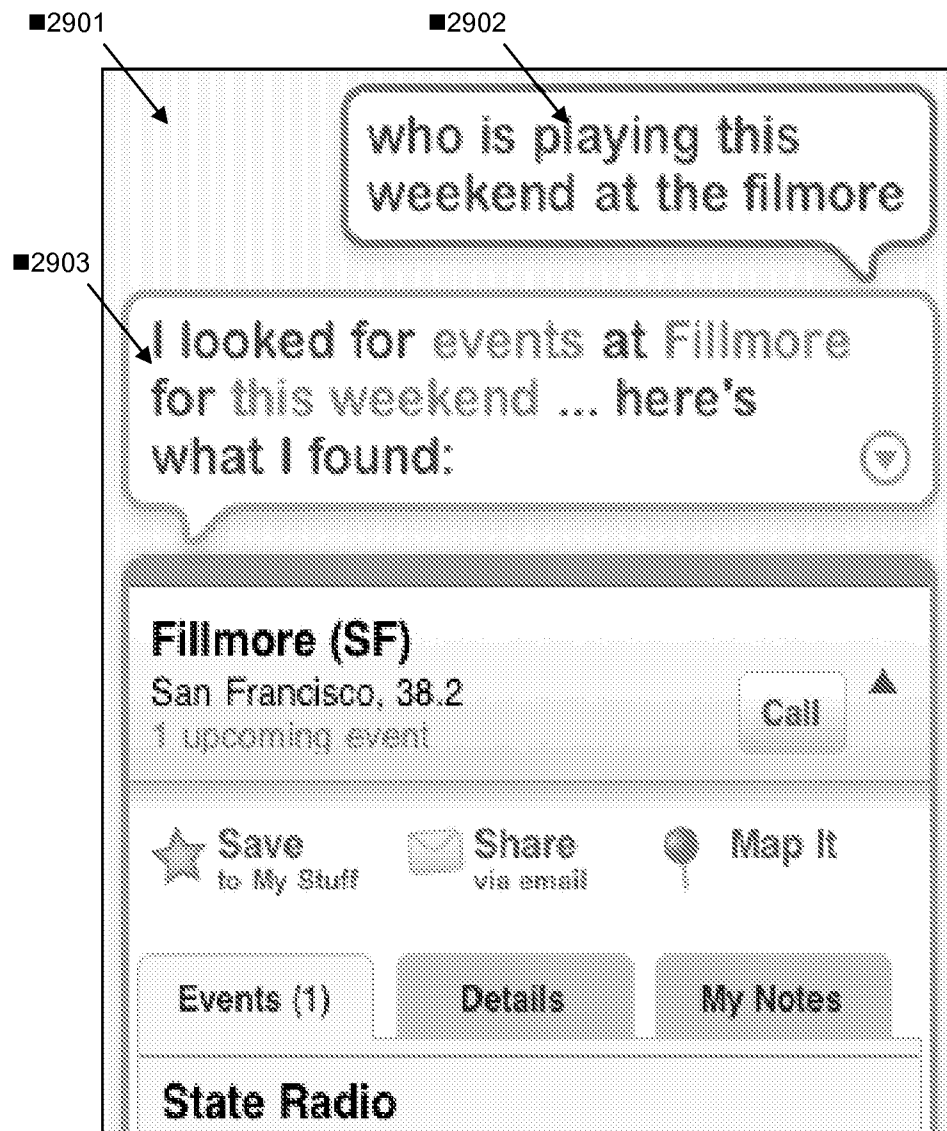 ■2901
■2902
who is playing this
weekend at the filmore
■2903
I looked for events at Fillmore
for this weekend ... here's
what I found:
Fillmore (SF)
San Francisco, 38.2
1 upcoming event
Call
Save
to My Stuff
Share
via email
Map It
Events (1)
Details
My Notes
State Radio